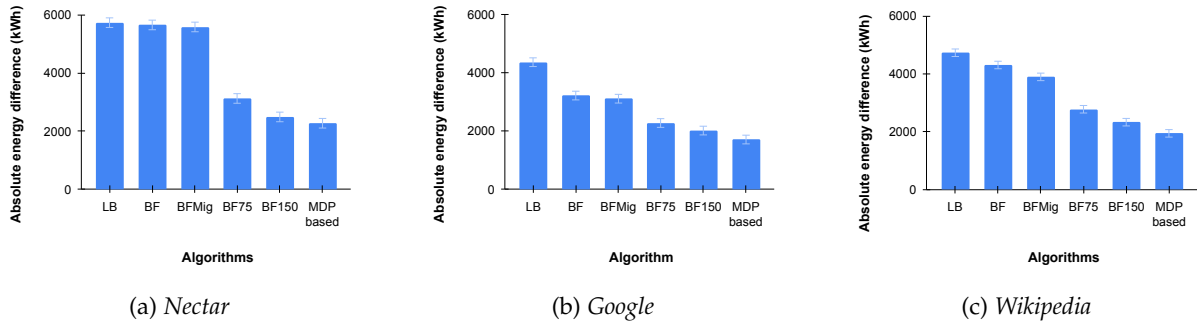 Absolute energy difference (kWh)
6000
4000
2000
0
LB BF BFMig BF75 BF150 MDP based
Algorithms
(a) Nectar
Absolute energy difference (kWh)
6000
4000
2000
0
LB BF BFMig BF75 BF150 MDP based
Algorithm
(b) Google
Absolute energy difference (kWh)
6000
4000
2000
0
LB BF BFMig BF75 BF150 MDP based
Algorithms
(c) Wikipedia